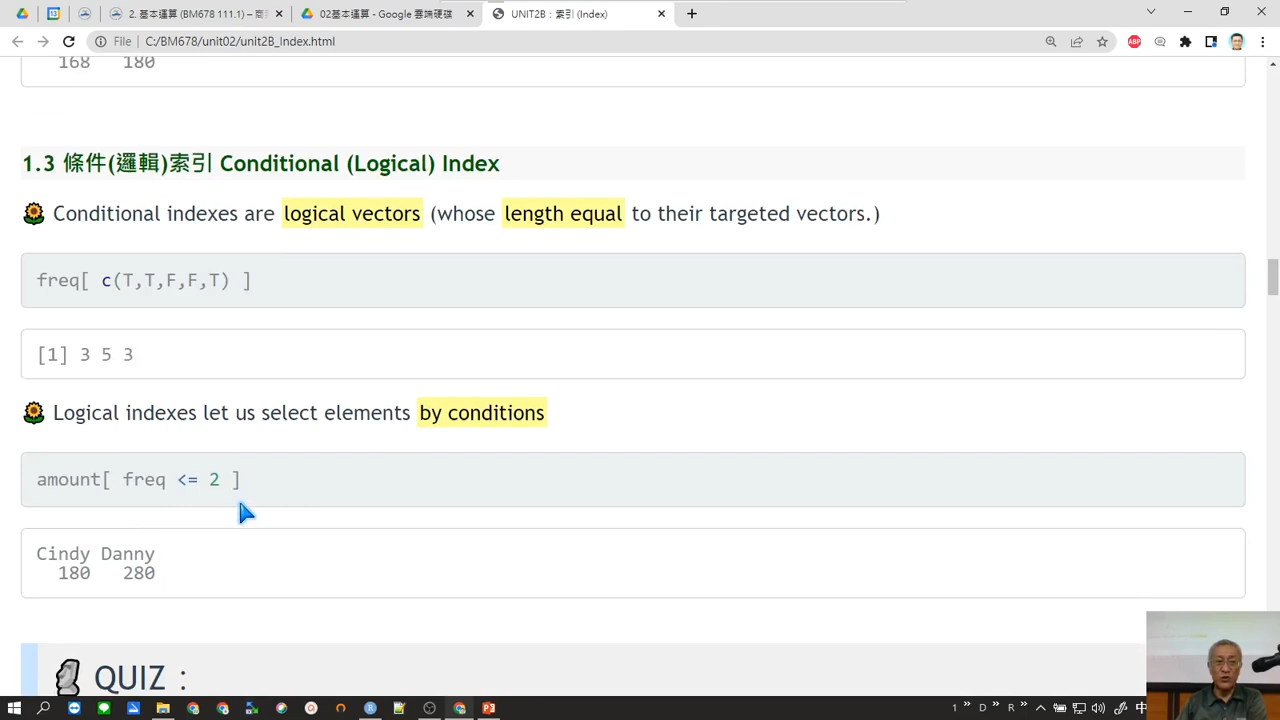 2. 基本運算 (BM678 111.1) – 商
02基本運算 - Google 雲端硬碟
UNIT2B：索引 (Index)
File
C:/BM678/unit02/unit2B_Index.html
168 180
1.3 條件(邏輯)索引 Conditional (Logical) Index
Conditional indexes are logical vectors (whose length equal to their targeted vectors.)
freq[ c(T,T,F,F,T) ]
[1] 3 5 3
Logical indexes let us select elements by conditions
amount[ freq <= 2 ]
Cindy Danny
180 280
QUIZ :
1 » D » R » 中